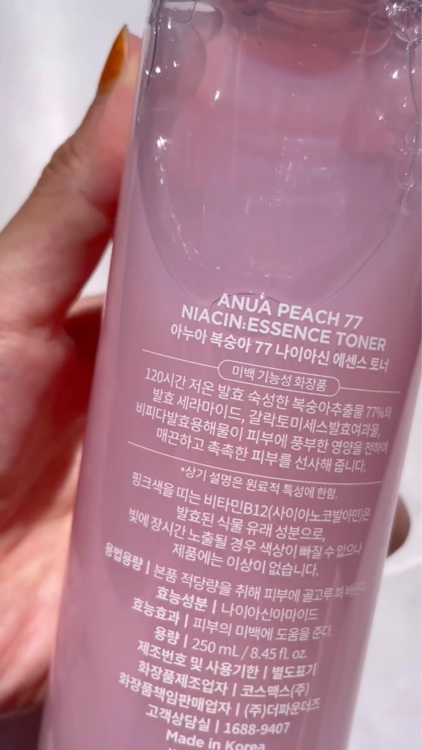 ANUA PEACH 77
NIACIN:ESSENCE TONER
아누아 복숭아 77 나이아신 에센스 토너
미백 기능성 화장품
120시간 저온 발효 숙성한 복숭아추출물 77%와
발효 세라마이드, 갈락토미세스발효여과물,
비피다발효용해물이 피부에 풍부한 영양을 전하여
매끈하고 촉촉한 피부를 선사해 줍니다.
*상기 설명은 원료적 특성에 한함.
핑크색을 띠는 비타민B12(사이아노코발아민)은
발효된 식물 유래 성분으로,
빛에 장시간 노출될 경우 색상이 빠질 수 있으나
제품에는 이상이 없습니다.
용법용량 | 본품 적당량을 취해 피부에 골고루 펴
효능성분 | 나이아신아마이드
효능효과 | 피부의 미백에 도움을 준다.
용량 | 250 mL / 8.45 fl. oz.
제조번호 및 사용기한 | 별도표기
화장품제조업자 | 코스맥스(주)
화장품책임판매업자 | (주)더파운더즈
고객상담실 | 1688-9407
Made in Korea